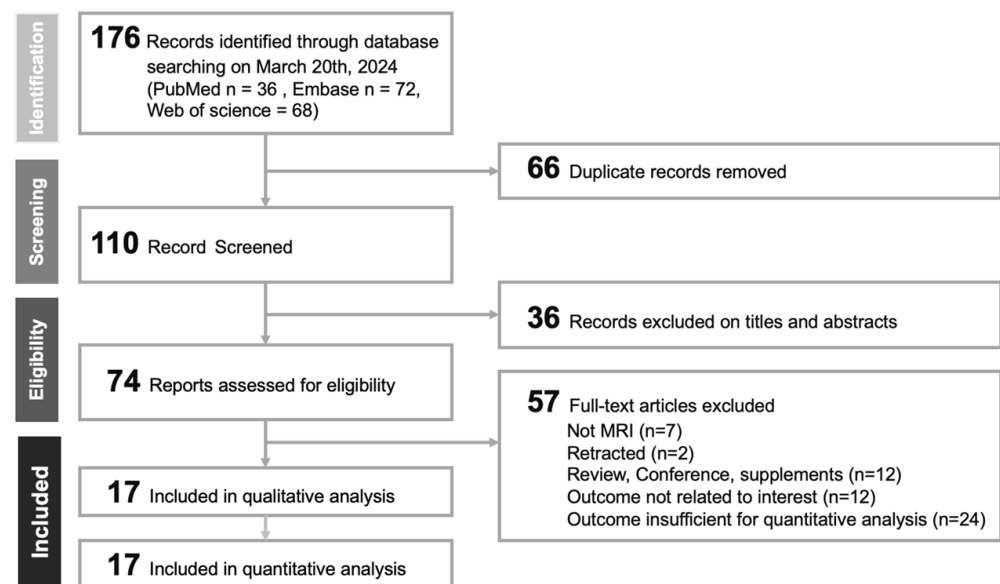 Identification
176 Records identified through database
searching on March 20th, 2024
(PubMed n = 36 , Embase n = 72,
Web of science = 68)
66 Duplicate records removed
Screening
110 Record Screened
36 Records excluded on titles and abstracts
Eligibility
74 Reports assessed for eligibility
57 Full-text articles excluded
Not MRI (n=7)
Retracted (n=2)
Review, Conference, supplements (n=12)
Outcome not related to interest (n=12)
Outcome insufficient for quantitative analysis (n=24)
Included
17 Included in qualitative analysis
17 Included in quantitative analysis